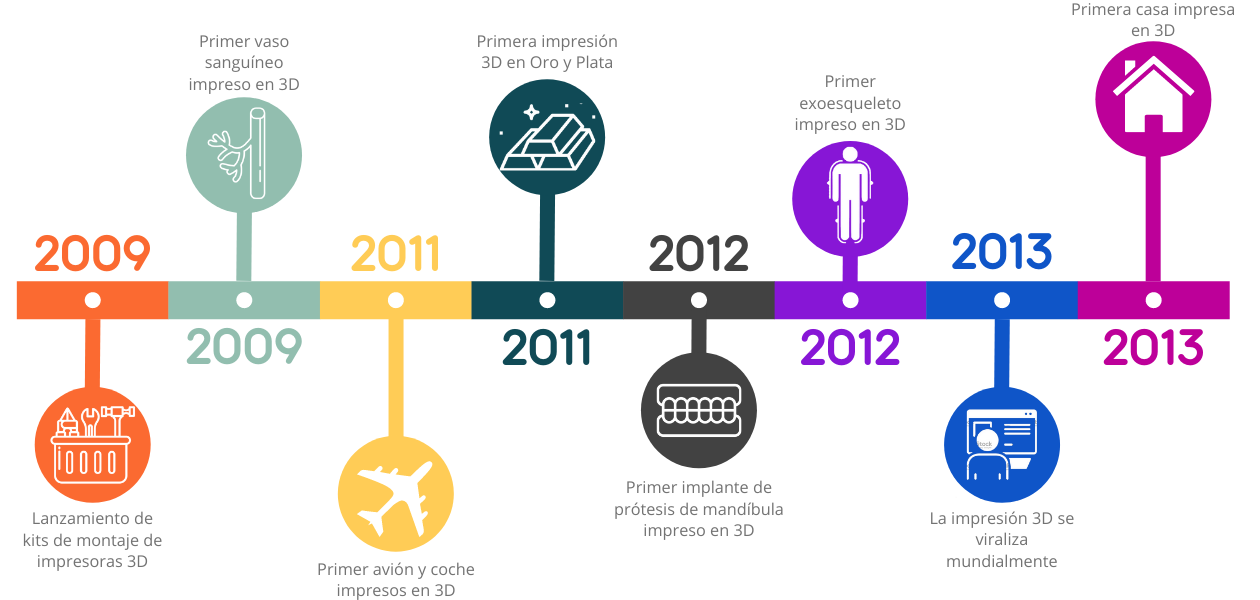 2009
Lanzamiento de
kits de montaje de
impresoras 3D
Primer vaso
sanguíneo
impreso en 3D
2009
2011
Primer avión y coche
impresos en 3D
Primera impresión
3D en Oro y Plata
2011
2012
Primer implante de
prótesis de mandíbula
impreso en 3D
Primer
exoesqueleto
impreso en 3D
2012
2013
La impresión 3D se
viraliza
mundialmente
Primera casa impresa
en 3D
2013